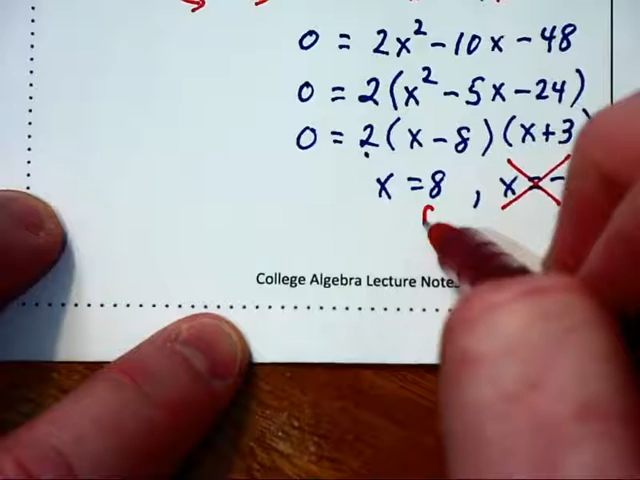 0 = 2x² - 10x - 48
0 = 2(x² - 5x - 24)
0 = 2(x - 8)(x + 3
x = 8 , x = -
College Algebra Lecture Note